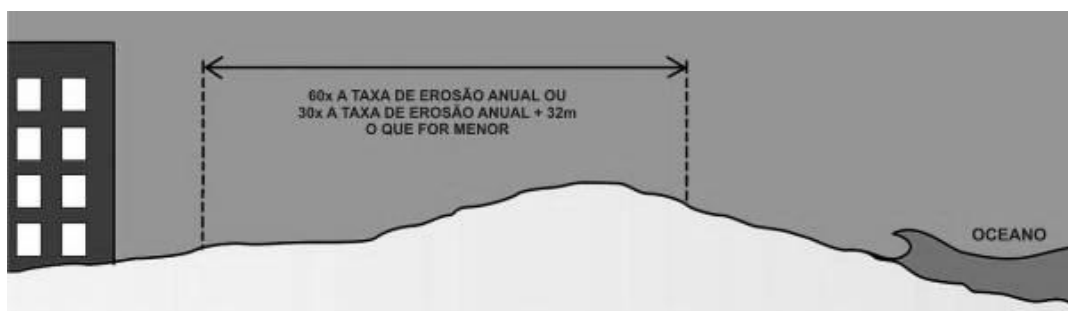 60x A TAXA DE EROSÃO ANUAL OU
30x A TAXA DE EROSÃO ANUAL + 32m
O QUE FOR MENOR
OCEANO